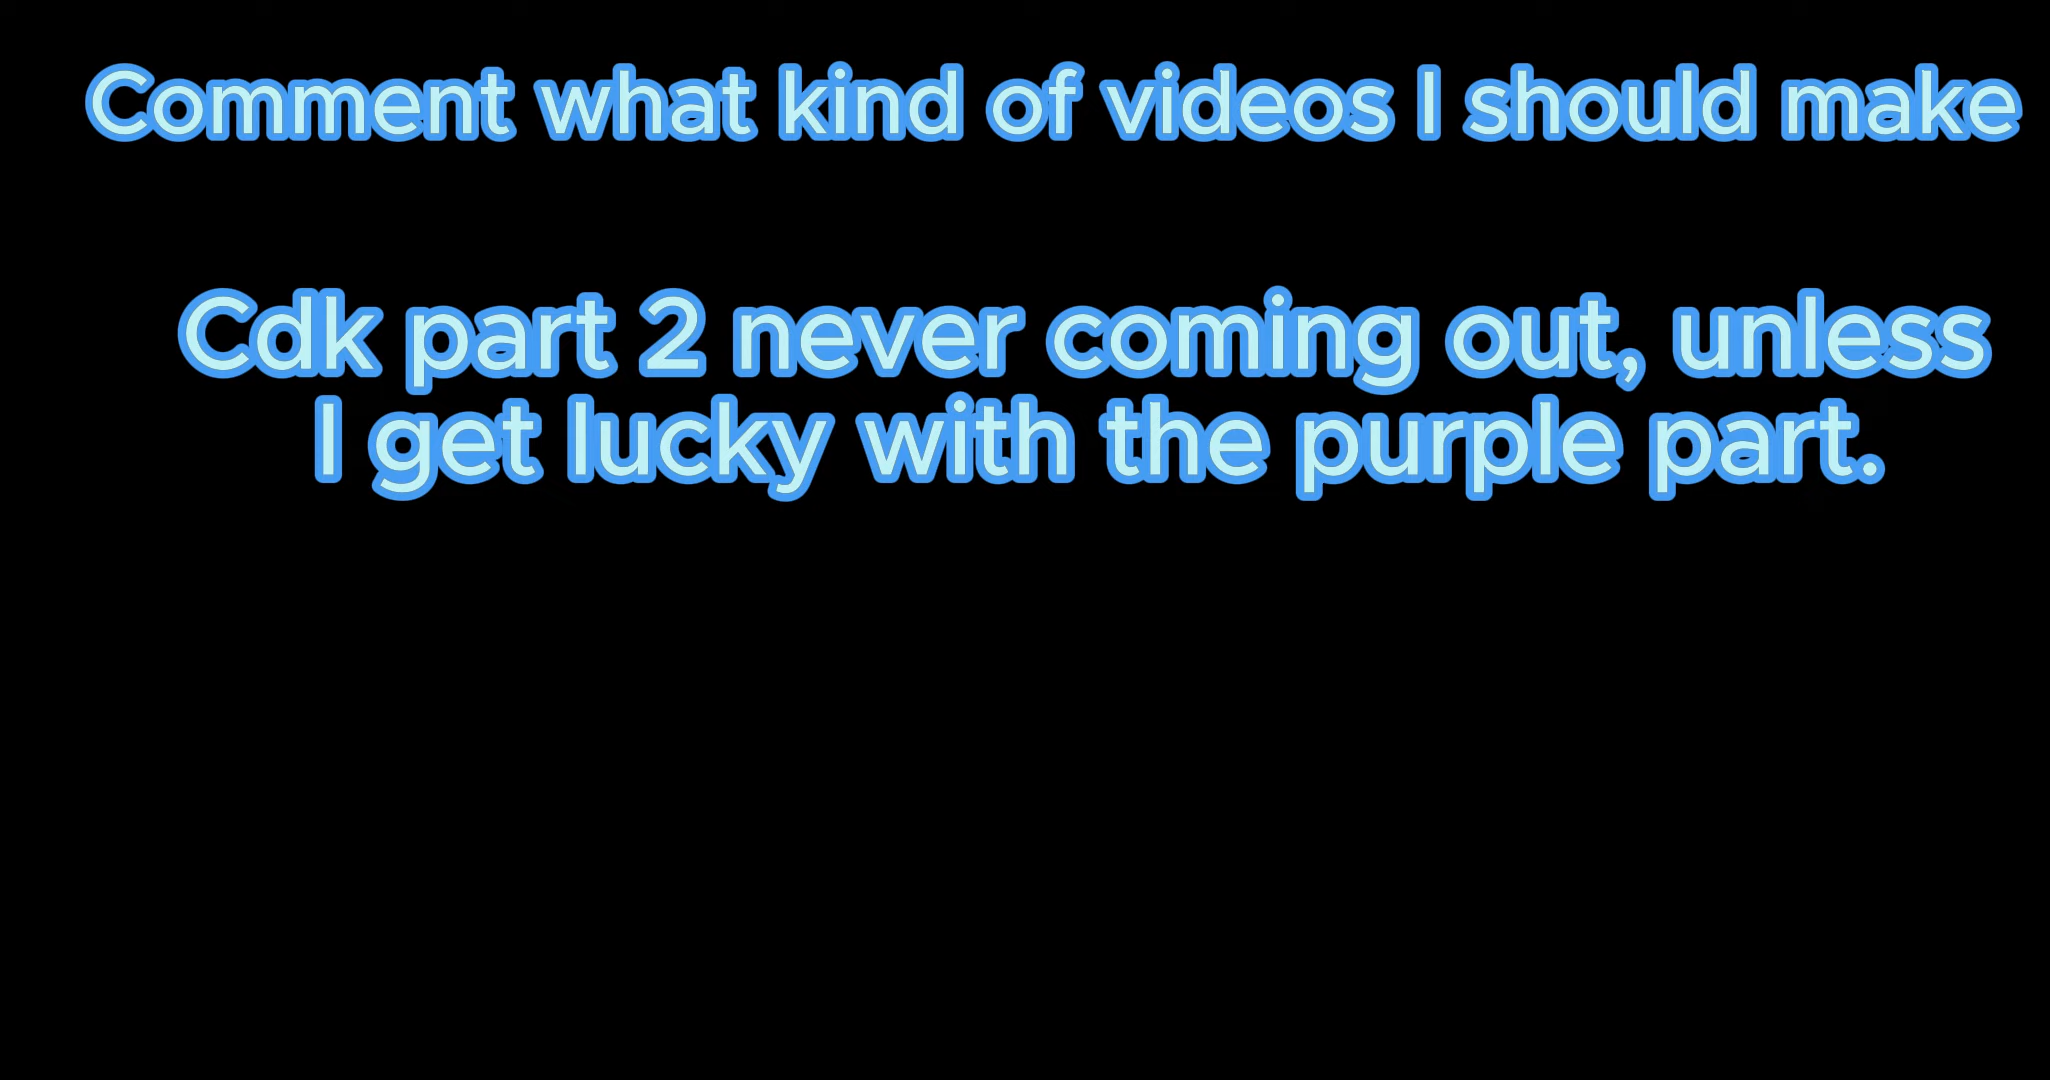 Comment what kind of videos I should make
Cdk part 2 never coming out, unless
I get lucky with the purple part.